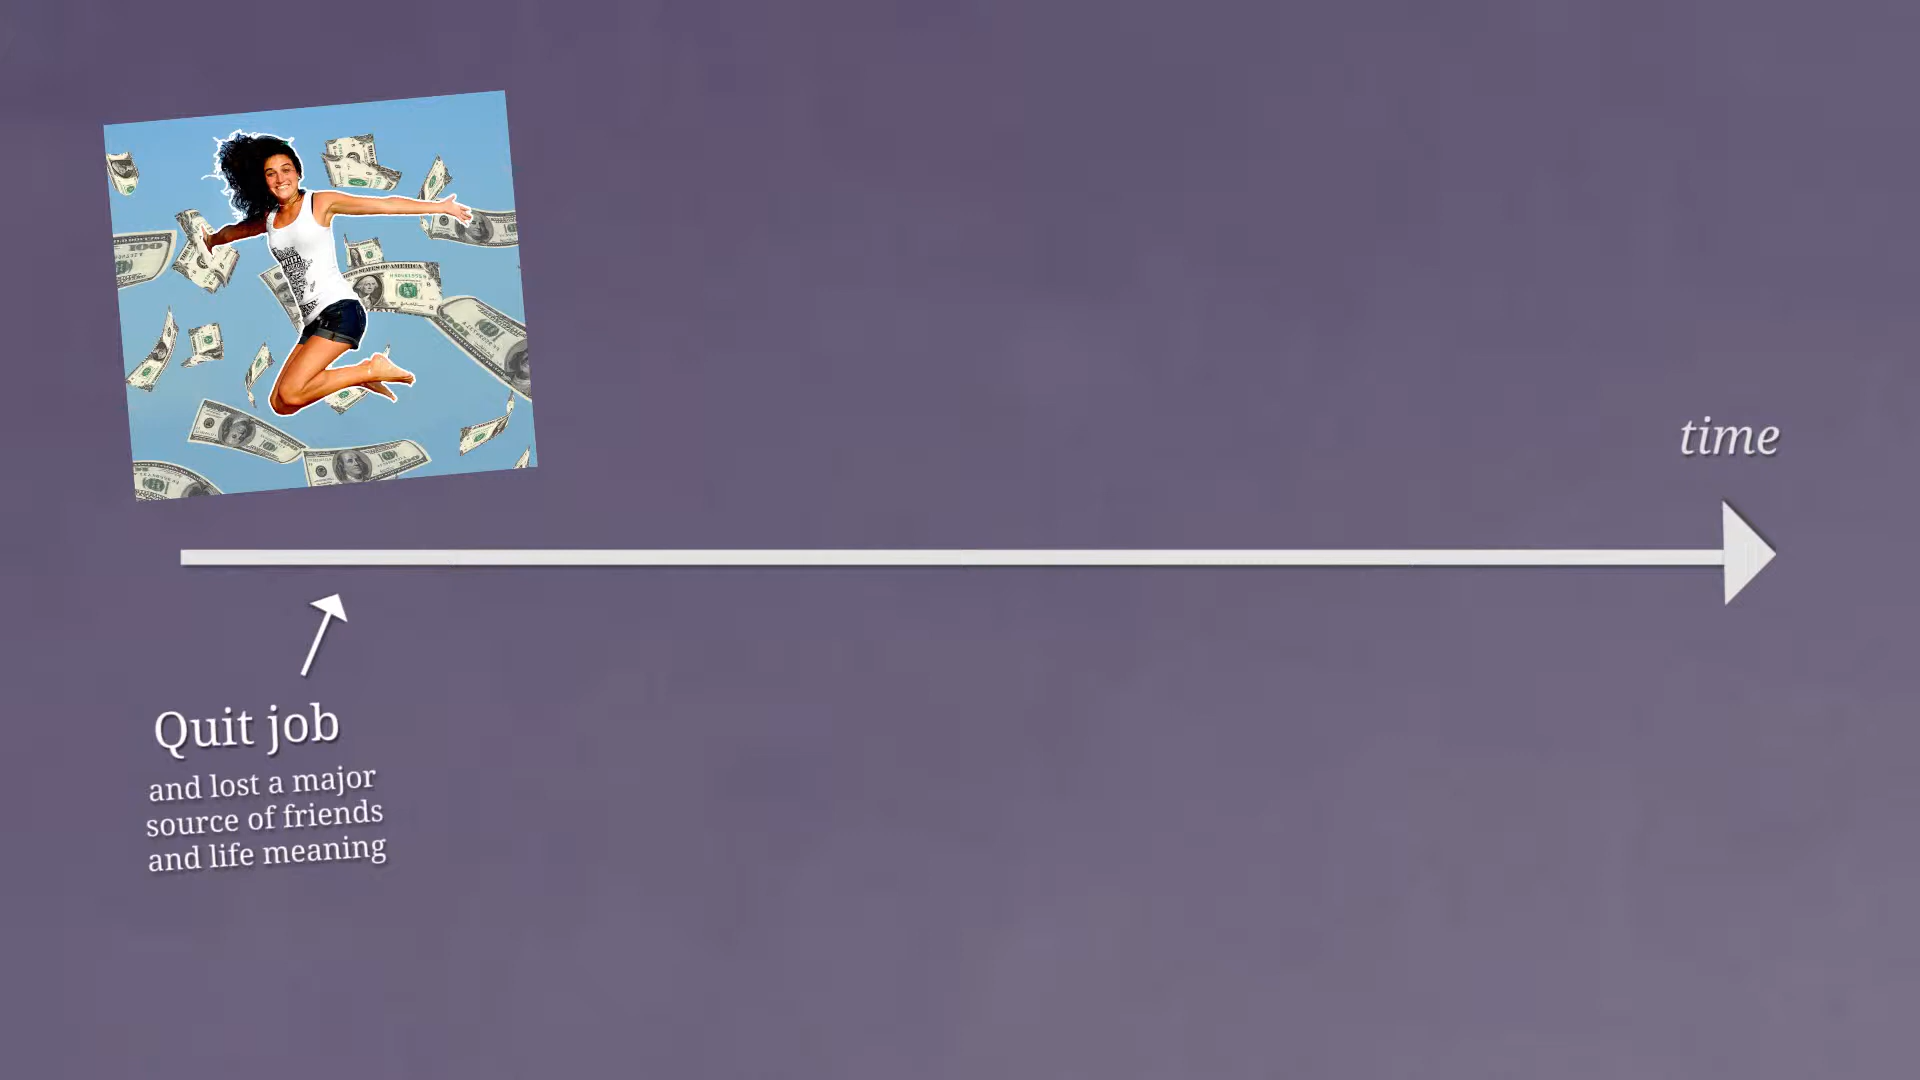 time
Quit job
and lost a major
source of friends
and life meaning